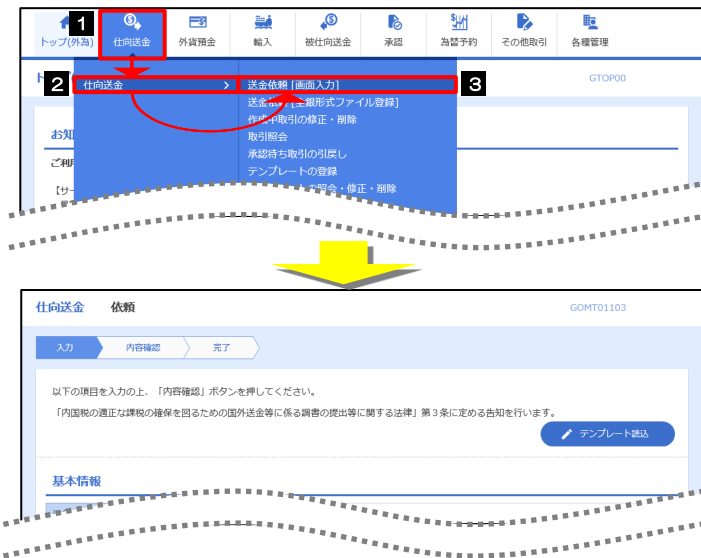 1
トップ(外為) 仕向送金 外貨預金 輸入 被仕向送金 承認 為替予約 その他取引 各種管理
2 仕向送金 送金依頼 [画面入力] 3 GTOP00
送金依頼 [全銀形式ファイル登録]
作成中取引の修正・削除
お知
取引照会
ご利用
承認待ち取引の引戻し
テンプレートの登録
【サー
の照会・修正・削除
仕向送金 依頼 GOMT01103
入力 内容確認 完了
以下の項目を入力の上、「内容確認」ボタンを押してください。
「内国税の適正な課税の確保を図るための国外送金等に係る調書の提出等に関する法律」第3条に定める告知を行います。
テンプレート読込
基本情報